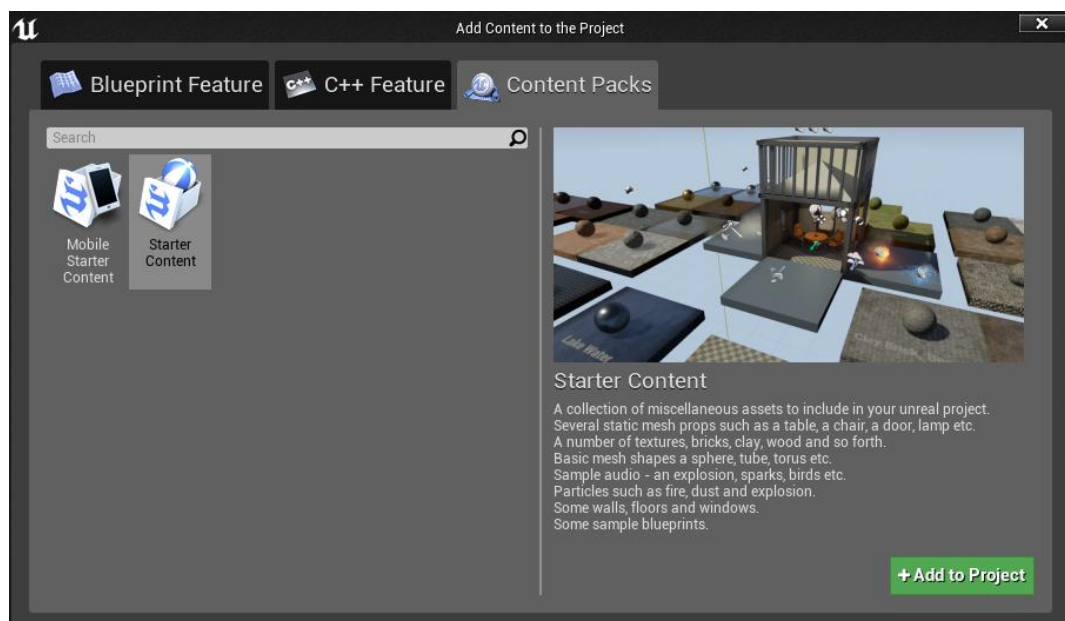 Add Content to the Project
Blueprint Feature
C++
C++ Feature
Content Packs
Search
Mobile
Starter
Content
Starter
Content
Lake Water
Starter Content
A collection of miscellaneous assets to include in your unreal project.
Several static mesh props such as a table, a chair, a door, lamp etc.
A number of textures, bricks, clay, wood and so forth.
Basic mesh shapes a sphere, tube, torus etc.
Sample audio - an explosion, sparks, birds etc.
Particles such as fire, dust and explosion.
Some walls, floors and windows.
Some sample blueprints.
+ Add to Project